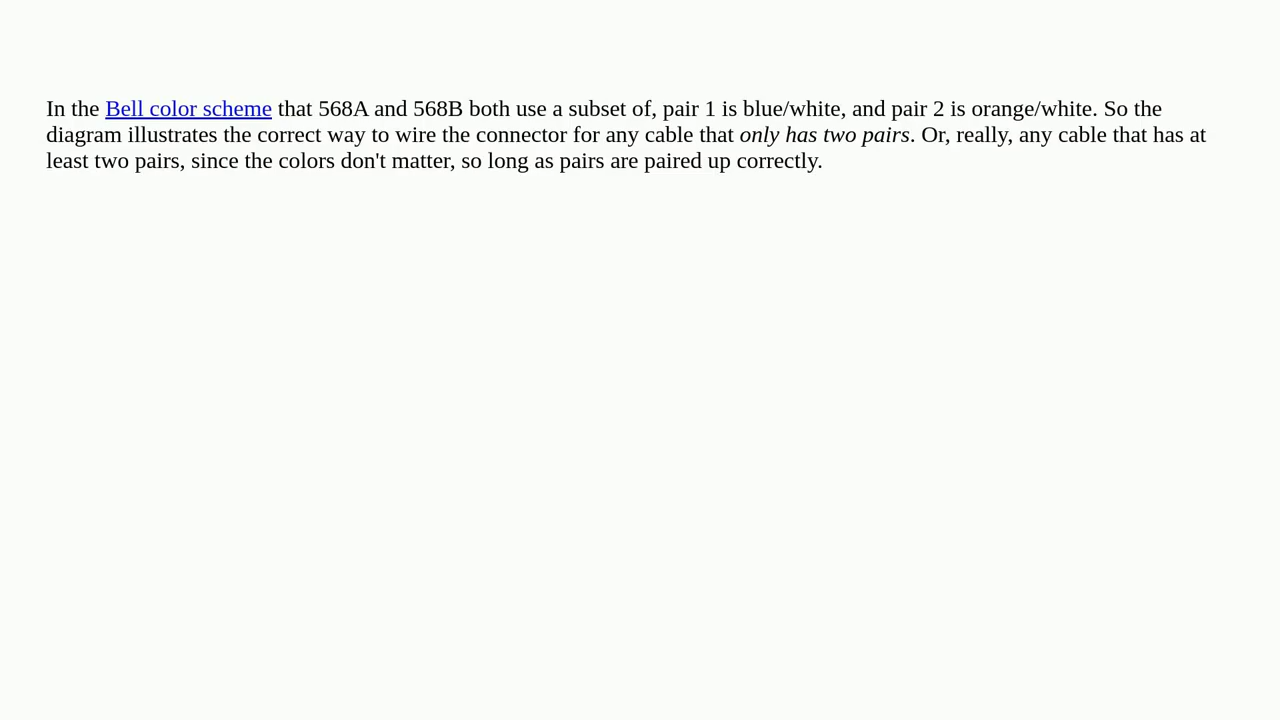 In the Bell color scheme that 568A and 568B both use a subset of, pair 1 is blue/white, and pair 2 is orange/white. So the
diagram illustrates the correct way to wire the connector for any cable that only has two pairs. Or, really, any cable that has at
least two pairs, since the colors don't matter, so long as pairs are paired up correctly.